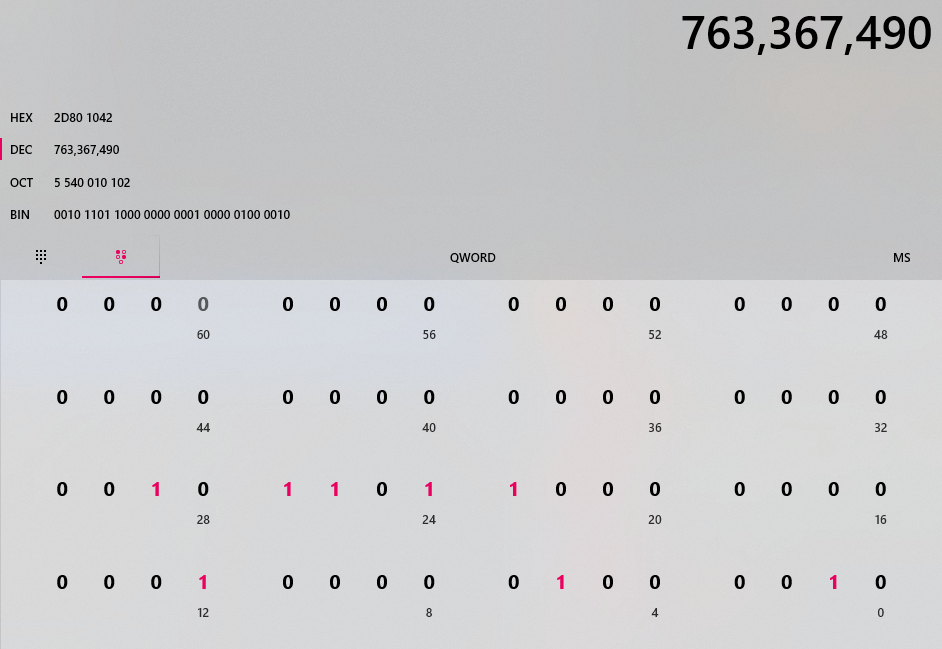 763,367,490
HEX 2D80 1042
DEC 763,367,490
OCT 5 540 010 102
BIN 0010 1101 1000 0000 0001 0000 0100 0010
QWORD MS
0 0 0 0 0 0 0 0 0 0 0 0 0 0 0 0
60 56 52 48
0 0 0 0 0 0 0 0 0 0 0 0 0 0 0 0
44 40 36 32
0 0 1 0 1 1 0 1 1 0 0 0 0 0 0 0
28 24 20 16
0 0 0 1 0 0 0 0 0 1 0 0 0 0 1 0
12 8 4 0